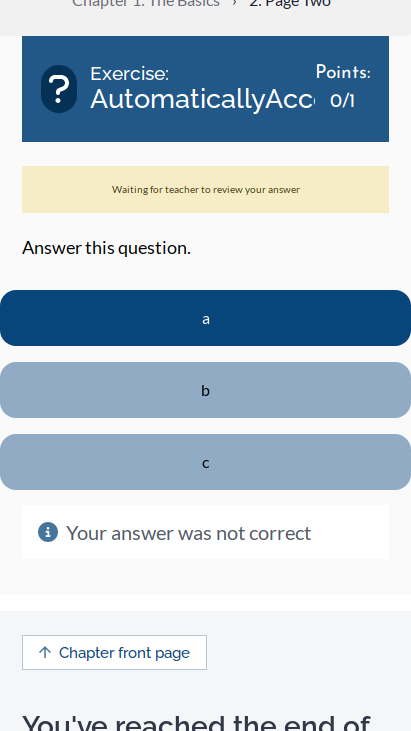 Chapter 1: The Basics › 2. Page Two
Exercise:
AutomaticallyAcc
Points:
0/1
Waiting for teacher to review your answer
Answer this question.
a
b
c
Your answer was not correct
Chapter front page
You've reached the end of